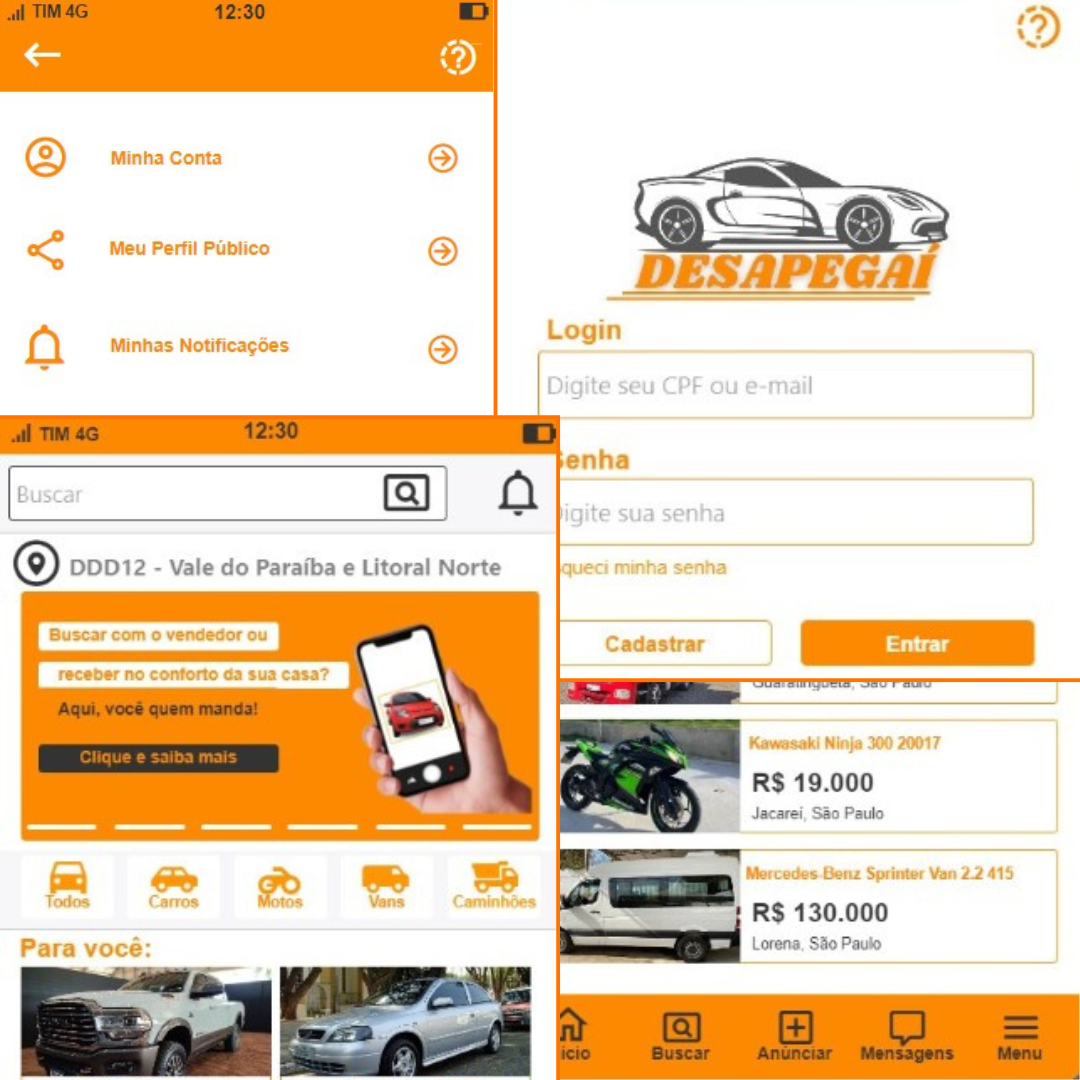 TIM 4G
12:30
Minha Conta
Meu Perfil Público
Minhas Notificações
DESAPEGAÍ
Login
Digite seu CPF ou e-mail
Senha
igite sua senha
queci minha senha
Cadastrar
Entrar
TIM 4G
12:30
Buscar
DDD12 - Vale do Paraíba e Litoral Norte
Buscar com o vendedor ou
receber no conforto da sua casa?
Aqui, você quem manda!
Clique e saiba mais
Todos
Carros
Motos
Vans
Caminhões
Para você:
Guaratinguetá, São Paulo
Kawasaki Ninja 300 20017
R$ 19.000
Jacareí, São Paulo
Mercedes-Benz Sprinter Van 2.2 415
R$ 130.000
Lorena, São Paulo
ício
Buscar
Anúnciar
Mensagens
Menu